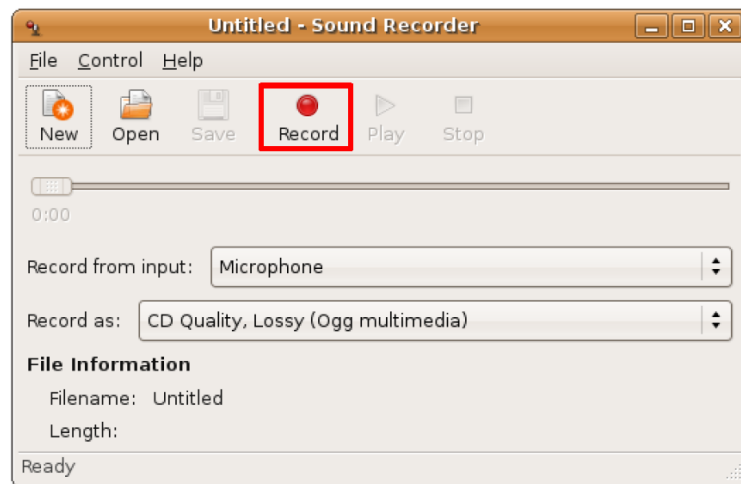 Untitled - Sound Recorder
File Control Help
New Open Save Record Play Stop
0:00
Record from input: Microphone
Record as: CD Quality, Lossy (Ogg multimedia)
File Information
Filename: Untitled
Length:
Ready